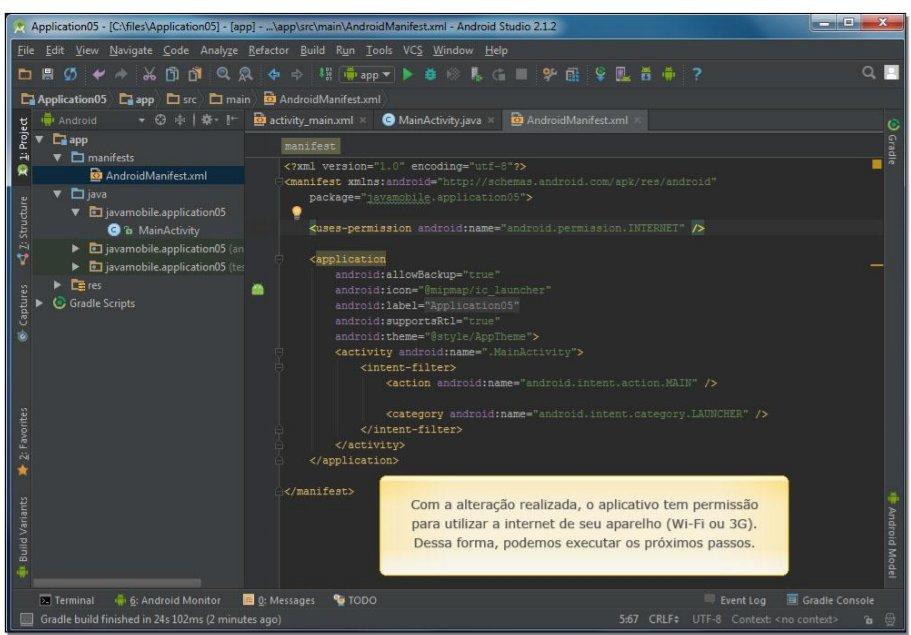 Application05 - [C:\files\Application05] - [app] - ...\app\src\main\AndroidManifest.xml - Android Studio 2.1.2
File Edit View Navigate Code Analyze Refactor Build Run Tools VCS Window Help
app
Application05 app src main AndroidManifest.xml
Android
activity_main.xml MainActivity.java AndroidManifest.xml
1: Project
Z: Structure
Captures
2: Favorites
Build Variants
app
manifests
AndroidManifest.xml
java
javamobile.application05
MainActivity
javamobile.application05 (an
javamobile.application05 (tes
res
Gradle Scripts
manifest
<?xml version="1.0" encoding="utf-8"?>
<manifest xmlns:android="http://schemas.android.com/apk/res/android"
package="javamobile.application05">
<uses-permission android:name="android.permission.INTERNET" />
<application
android:allowBackup="true"
android:icon="@mipmap/ic_launcher"
android:label="Application05"
android:supportsRtl="true"
android:theme="@style/AppTheme">
<activity android:name=".MainActivity">
<intent-filter>
<action android:name="android.intent.action.MAIN" />
<category android:name="android.intent.category.LAUNCHER" />
</intent-filter>
</activity>
</application>
</manifest>
Com a alteração realizada, o aplicativo tem permissão
para utilizar a internet de seu aparelho (Wi-Fi ou 3G).
Dessa forma, podemos executar os próximos passos.
Gradle
Android Model
Terminal 6: Android Monitor 0: Messages TODO Event Log Gradle Console
Gradle build finished in 24s 102ms (2 minutes ago) 5:67 CRLF÷ UTF-8 Context: <no context>